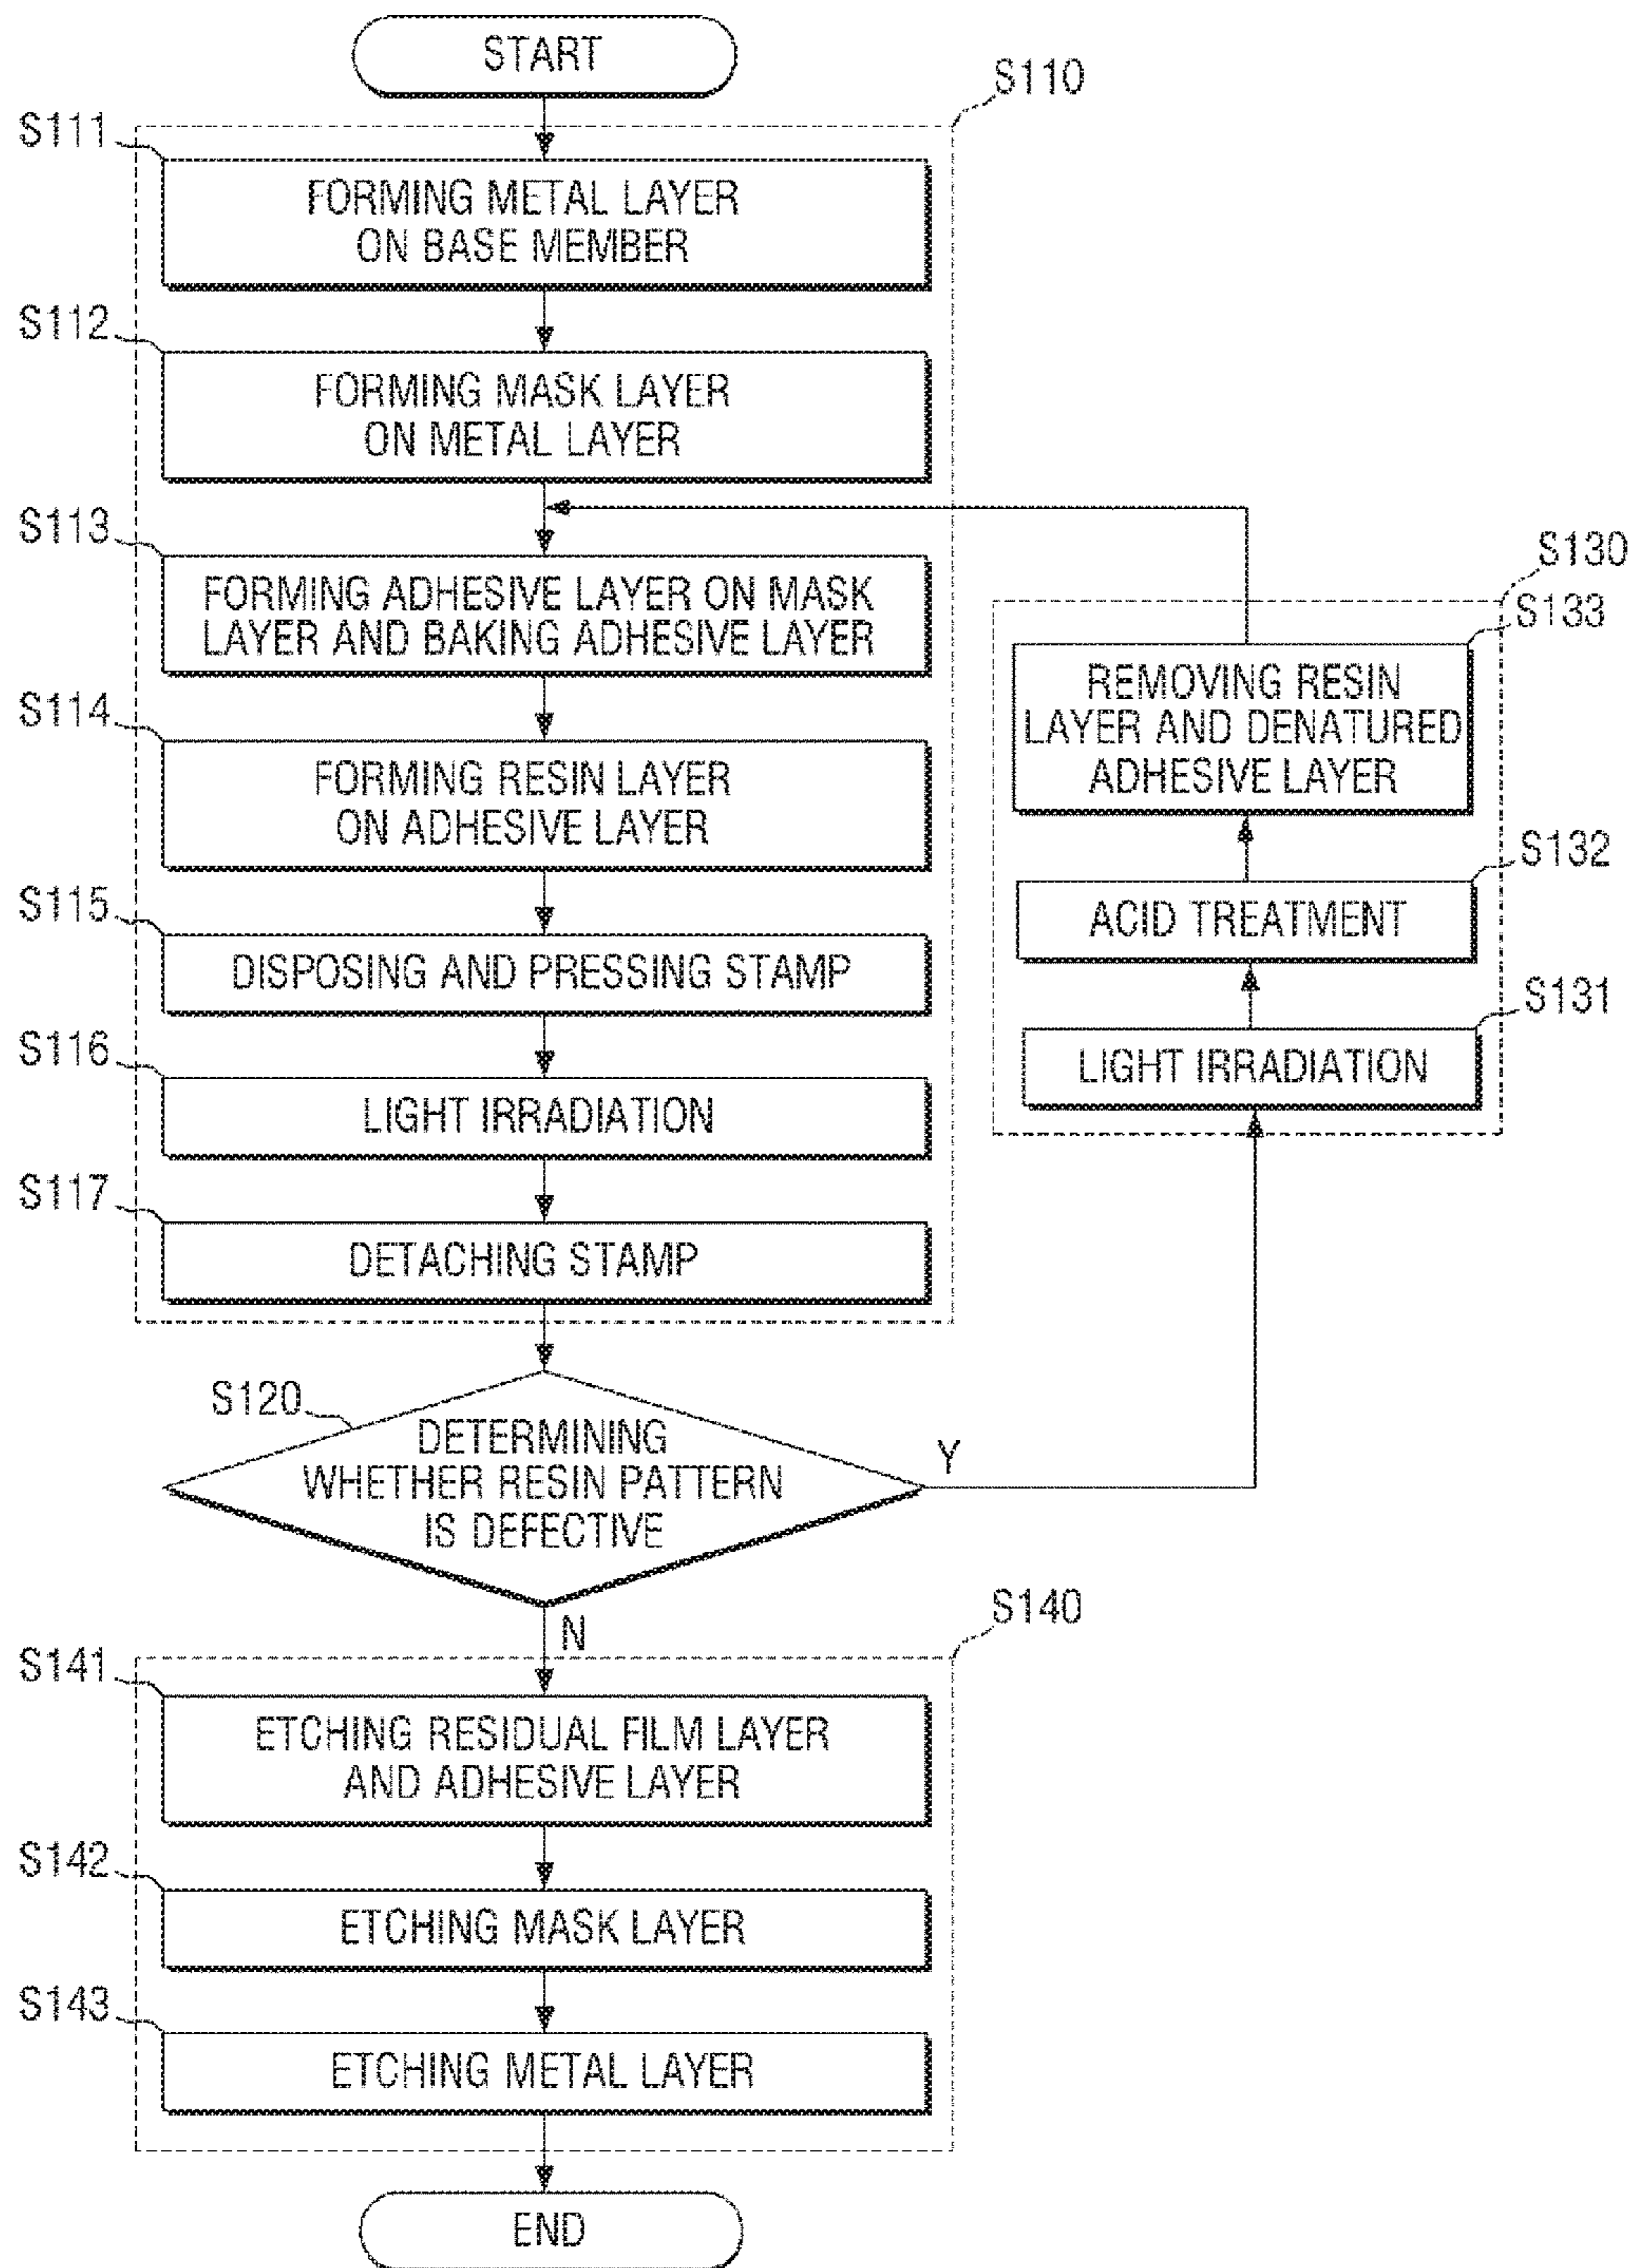 START
S110
S111
FORMING METAL LAYER
ON BASE MEMBER
S112
FORMING MASK LAYER
ON METAL LAYER
S113
FORMING ADHESIVE LAYER ON MASK
LAYER AND BAKING ADHESIVE LAYER
S114
FORMING RESIN LAYER
ON ADHESIVE LAYER
S115
DISPOSING AND PRESSING STAMP
S116
LIGHT IRRADIATION
S117
DETACHING STAMP
S120
DETERMINING
WHETHER RESIN PATTERN
IS DEFECTIVE
Y
N
S130
S133
REMOVING RESIN
LAYER AND DENATURED
ADHESIVE LAYER
S132
ACID TREATMENT
S131
LIGHT IRRADIATION
S140
S141
ETCHING RESIDUAL FILM LAYER
AND ADHESIVE LAYER
S142
ETCHING MASK LAYER
S143
ETCHING METAL LAYER
END